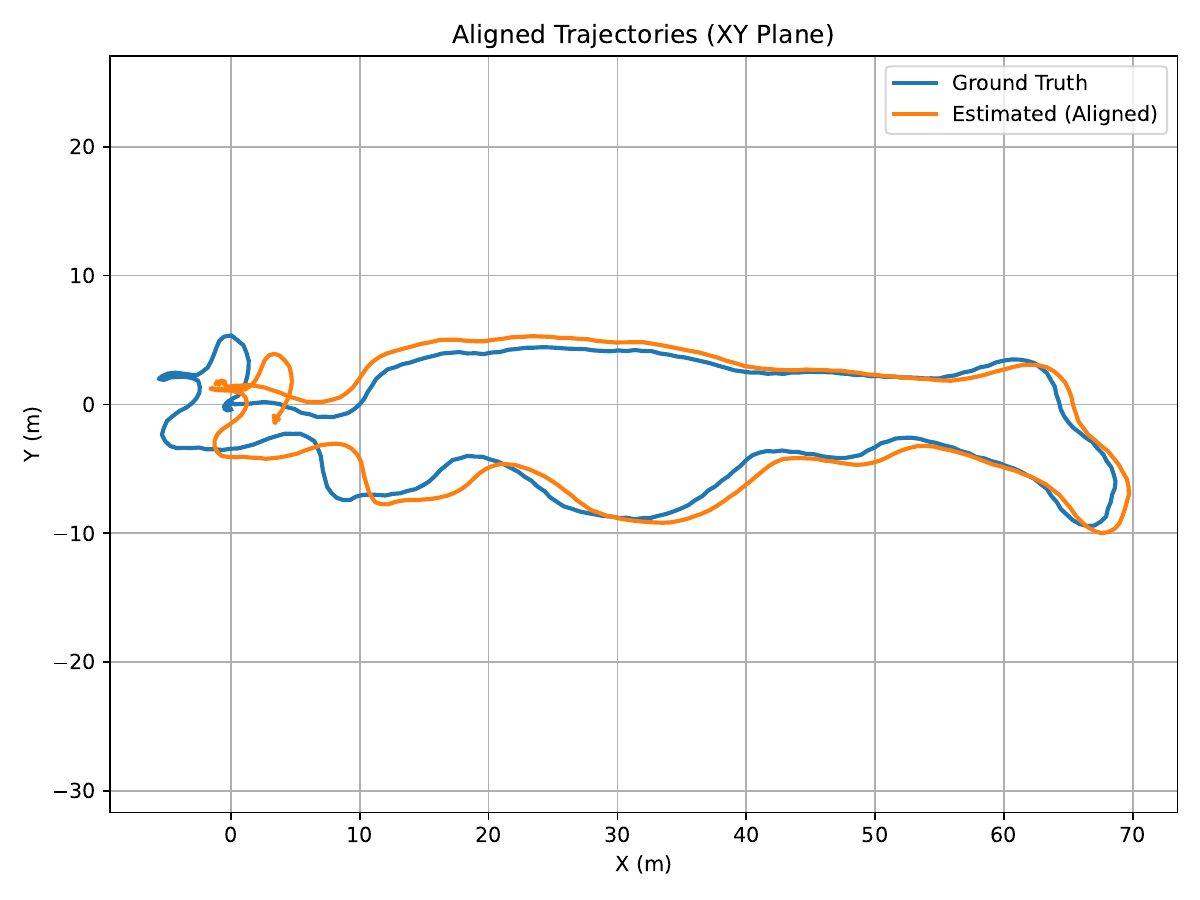 Aligned Trajectories (XY Plane)
Ground Truth
Estimated (Aligned)
20
10
0
−10
−20
−30
Y (m)
0 10 20 30 40 50 60 70
X (m)